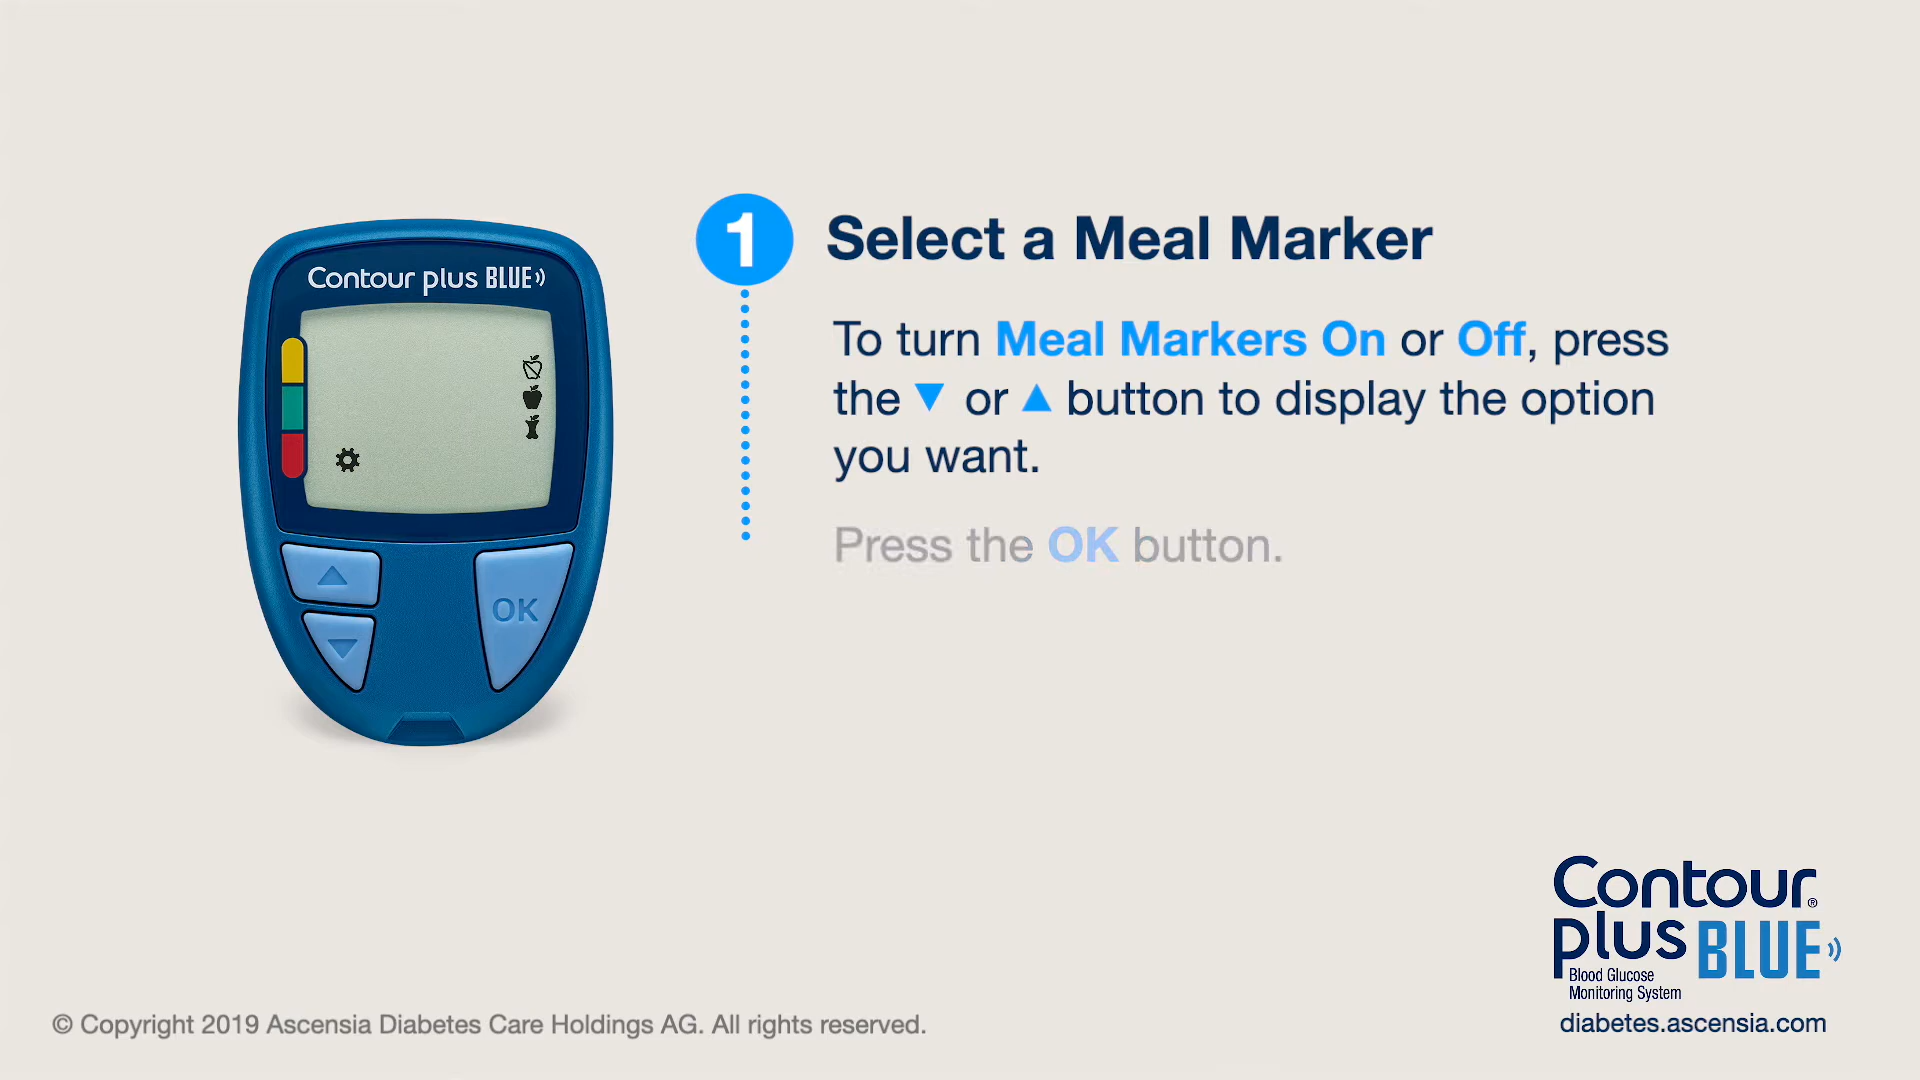 Contour plus BLUE
OK
1 Select a Meal Marker
To turn Meal Markers On or Off, press
the ▼ or ▲ button to display the option
you want.
Press the OK button.
Contour®
plus BLUE
Blood Glucose
Monitoring System
diabetes.ascensia.com
© Copyright 2019 Ascensia Diabetes Care Holdings AG. All rights reserved.